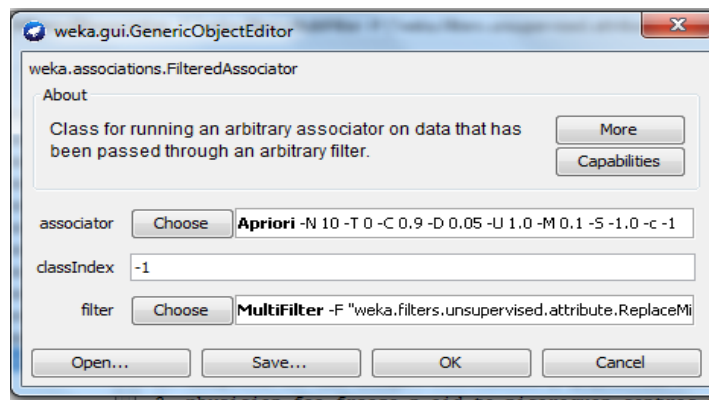 weka.gui.GenericObjectEditor
weka.associations.FilteredAssociator
About
Class for running an arbitrary associator on data that has
been passed through an arbitrary filter.
More
Capabilities
associator Choose Apriori -N 10 -T 0 -C 0.9 -D 0.05 -U 1.0 -M 0.1 -S -1.0 -c -1
classIndex -1
filter Choose MultiFilter -F "weka.filters.unsupervised.attribute.ReplaceMi
Open... Save... OK Cancel